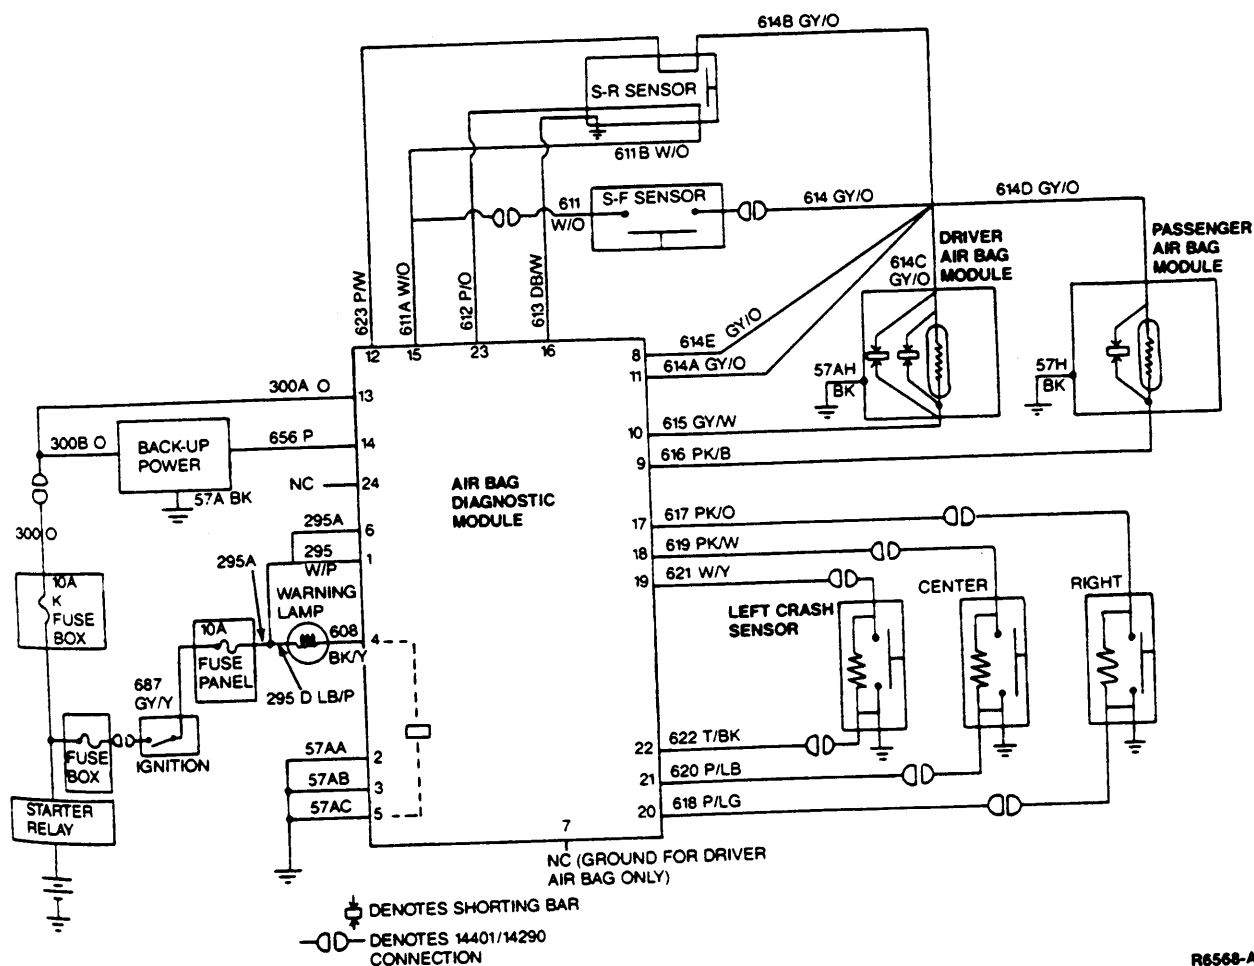 614B GY/O
S-R SENSOR
611B W/O
611
W/O
S-F SENSOR
614 GY/O
614D GY/O
DRIVER
AIR BAG
MODULE
PASSENGER
AIR BAG
MODULE
614C
GY/O
623 P/W
611A W/O
612 P/O
613 DB/W
614E
GY/O
614A GY/O
12
15
23
16
8
11
57AH
BK
57H
BK
300A O
13
300B O
BACK-UP
POWER
656 P
14
57A BK
NC
24
615 GY/W
10
616 PK/B
9
AIR BAG
DIAGNOSTIC
MODULE
300 O
295A
6
295
W/P
1
295A
617 PK/O
17
619 PK/W
18
621 W/Y
19
10A
K
FUSE
BOX
WARNING
LAMP
10A
FUSE
PANEL
608
BK/Y
4
LEFT CRASH
SENSOR
CENTER
RIGHT
687
GY/Y
295 D LB/P
FUSE
BOX
IGNITION
57AA
2
57AB
3
57AC
5
22
622 T/BK
21
620 P/LB
20
618 P/LG
STARTER
RELAY
7
NC (GROUND FOR DRIVER
AIR BAG ONLY)
DENOTES SHORTING BAR
DENOTES 14401/14290
CONNECTION
R6568-A